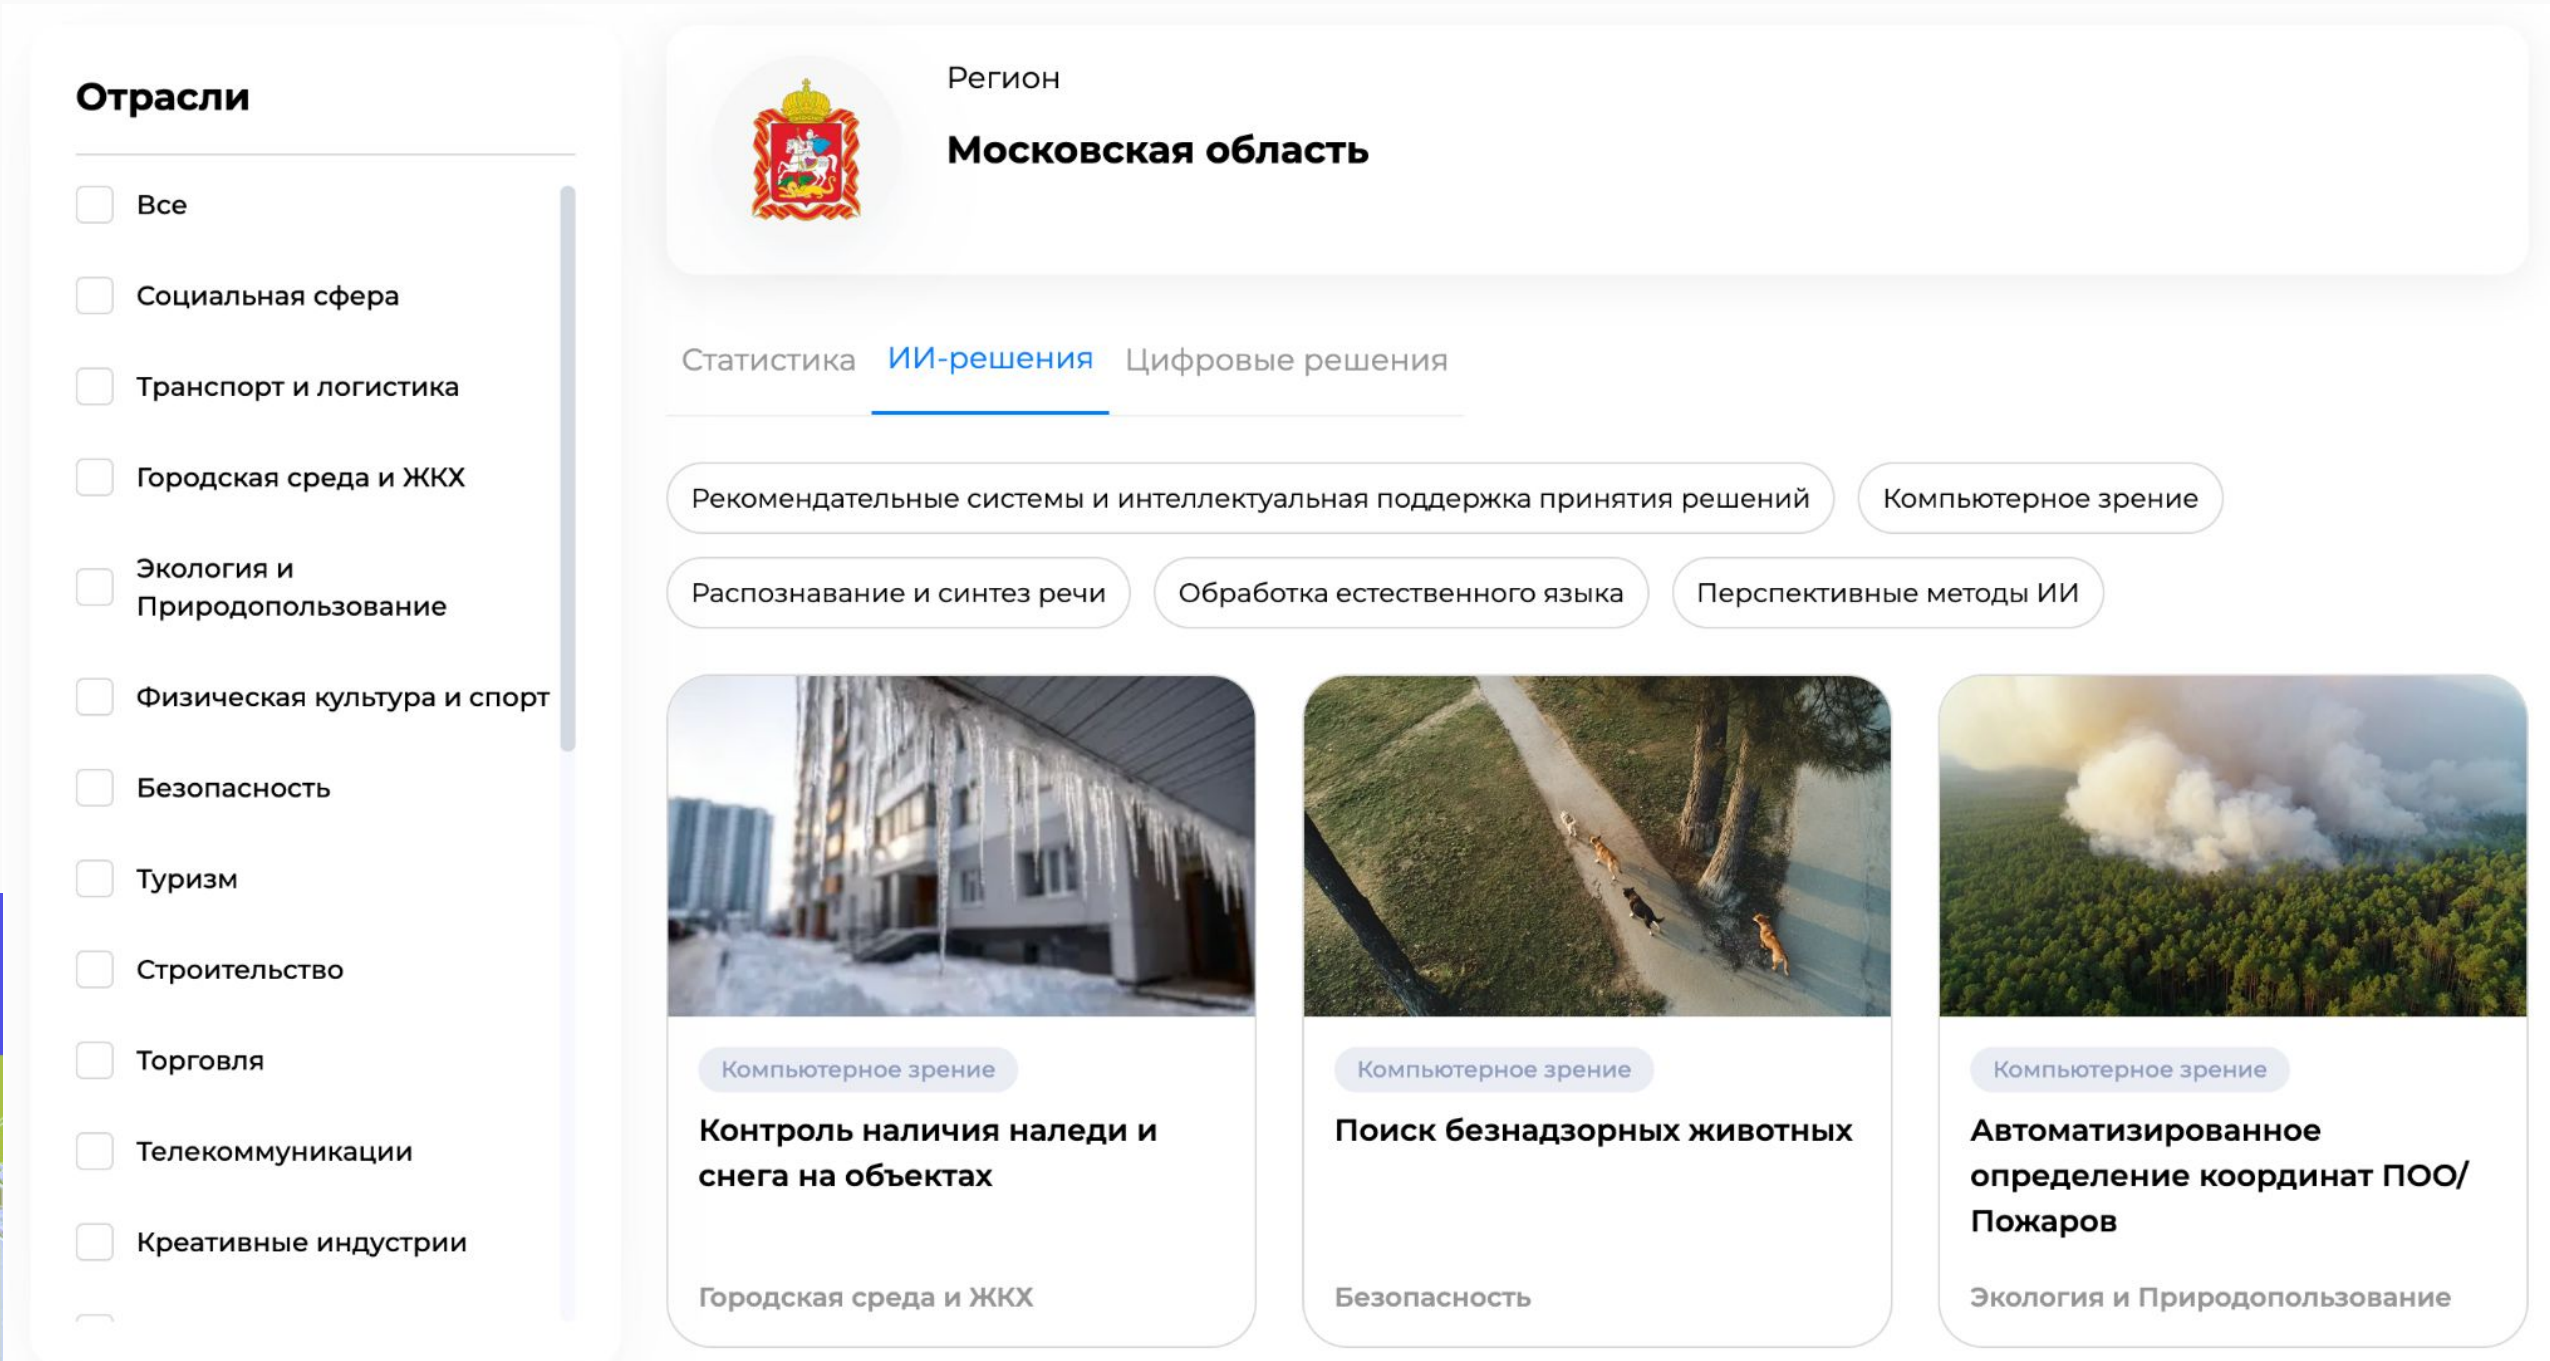 Отрасли
Все
Социальная сфера
Транспорт и логистика
Городская среда и ЖКХ
Экология и
Природопользование
Физическая культура и спорт
Безопасность
Туризм
Строительство
Торговля
Телекоммуникации
Креативные индустрии
Регион
Московская область
Статистика ИИ-решения Цифровые решения
Рекомендательные системы и интеллектуальная поддержка принятия решений Компьютерное зрение
Распознавание и синтез речи Обработка естественного языка Перспективные методы ИИ
Компьютерное зрение
Контроль наличия наледи и
снега на объектах
Городская среда и ЖКХ
Компьютерное зрение
Поиск безнадзорных животных
Безопасность
Компьютерное зрение
Автоматизированное
определение координат ПОО/
Пожаров
Экология и Природопользование